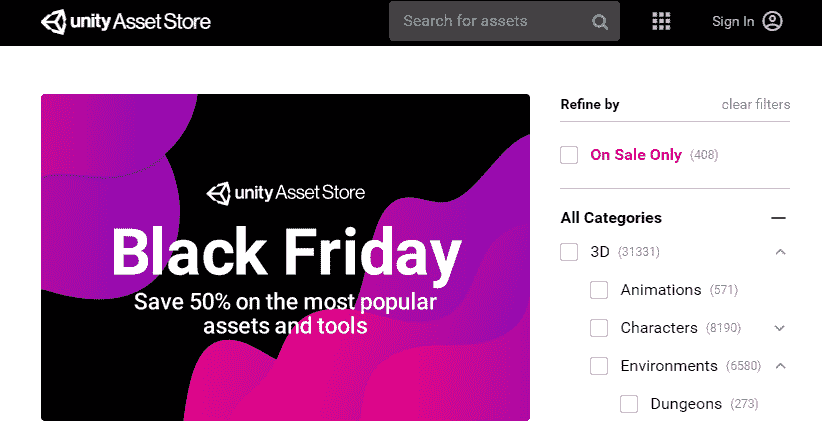 unity Asset Store
Search for assets
Sign In
unity Asset Store
Black Friday
Save 50% on the most popular
assets and tools
Refine by clear filters
On Sale Only (408)
All Categories
3D (31331)
Animations (571)
Characters (8190)
Environments (6580)
Dungeons (273)